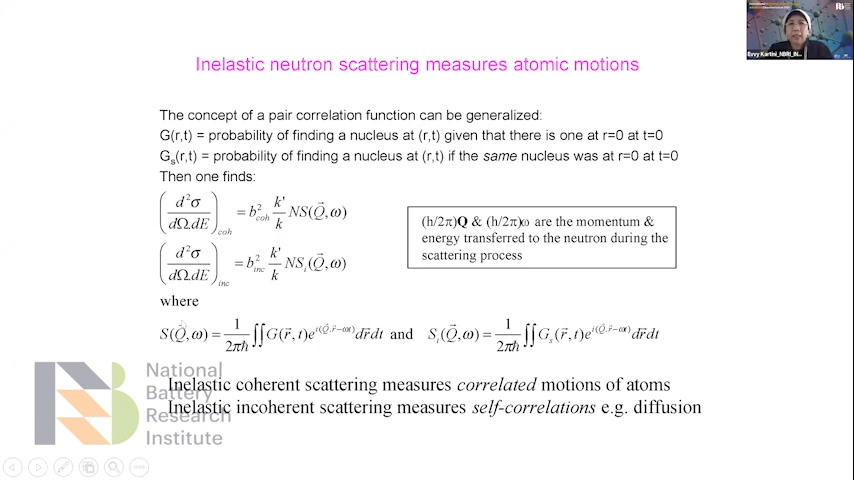 Inelastic neutron scattering measures atomic motions
The concept of a pair correlation function can be generalized:
G(r,t) = probability of finding a nucleus at (r,t) given that there is one at r=0 at t=0
Gₛ(r,t) = probability of finding a nucleus at (r,t) if the same nucleus was at r=0 at t=0
Then one finds:
(d²σ / dΩ.dE)_coh = b²_coh k'/k NS(Q⃗,ω)
(d²σ / dΩ.dE)_inc = b²_inc k'/k NSᵢ(Q⃗,ω)
(h/2π)Q & (h/2π)ω are the momentum &
energy transferred to the neutron during the
scattering process
where
S(Q⃗,ω) = 1/2πħ ∬ G(r⃗,t)e^{i(Q⃗.r⃗−ωt)}dr⃗dt and Sᵢ(Q⃗,ω) = 1/2πħ ∬ Gₛ(r⃗,t)e^{i(Q⃗.r⃗−ωt)}dr⃗dt
Inelastic coherent scattering measures correlated motions of atoms
Inelastic incoherent scattering measures self-correlations e.g. diffusion
National
Battery
Research
Institute
Evvy Kartini_NBRI_IN...